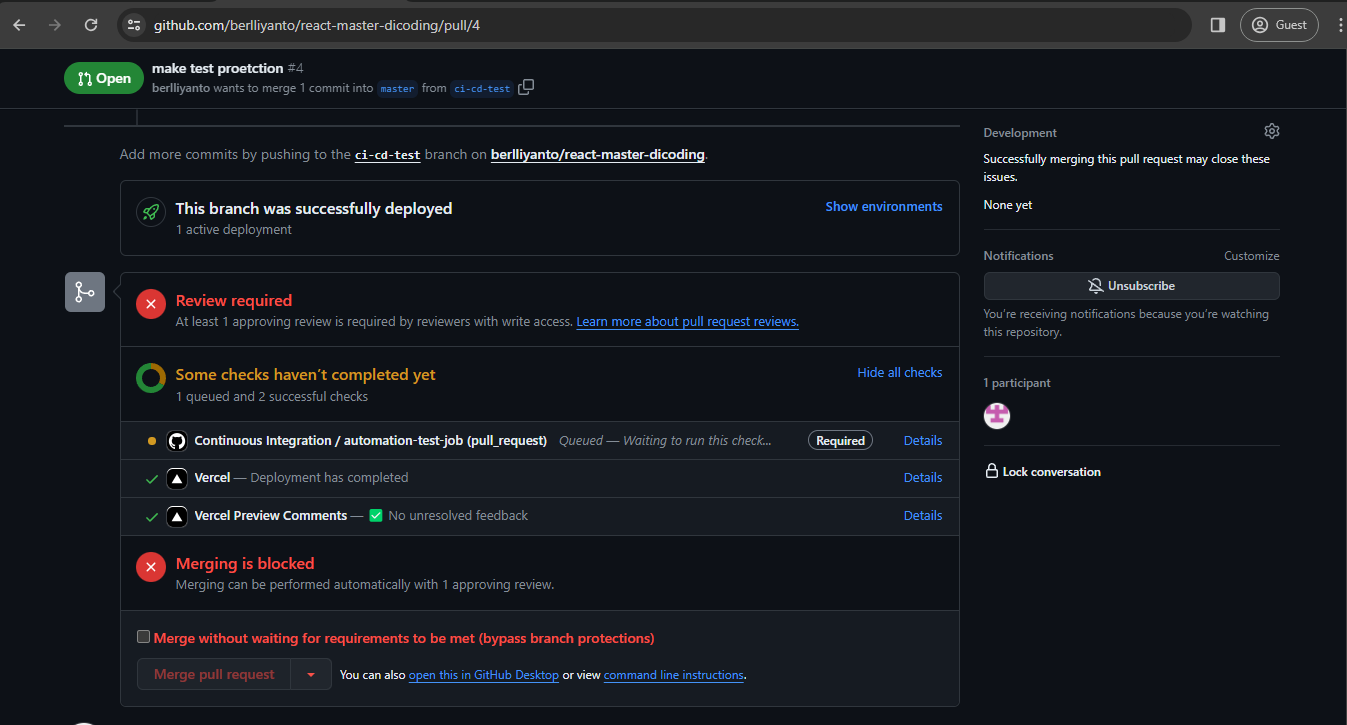 github.com/berlliyanto/react-master-dicoding/pull/4
Guest
Open
make test proetction #4
berlliyanto wants to merge 1 commit into master from ci-cd-test
Add more commits by pushing to the ci-cd-test branch on berlliyanto/react-master-dicoding.
This branch was successfully deployed
1 active deployment
Show environments
Review required
At least 1 approving review is required by reviewers with write access. Learn more about pull request reviews.
Some checks haven’t completed yet
1 queued and 2 successful checks
Hide all checks
Continuous Integration / automation-test-job (pull_request) Queued — Waiting to run this check... Required Details
Vercel — Deployment has completed Details
Vercel Preview Comments — ✅ No unresolved feedback Details
Merging is blocked
Merging can be performed automatically with 1 approving review.
Merge without waiting for requirements to be met (bypass branch protections)
Merge pull request
You can also open this in GitHub Desktop or view command line instructions.
Development
Successfully merging this pull request may close these
issues.
None yet
Notifications Customize
Unsubscribe
You’re receiving notifications because you’re watching
this repository.
1 participant
Lock conversation